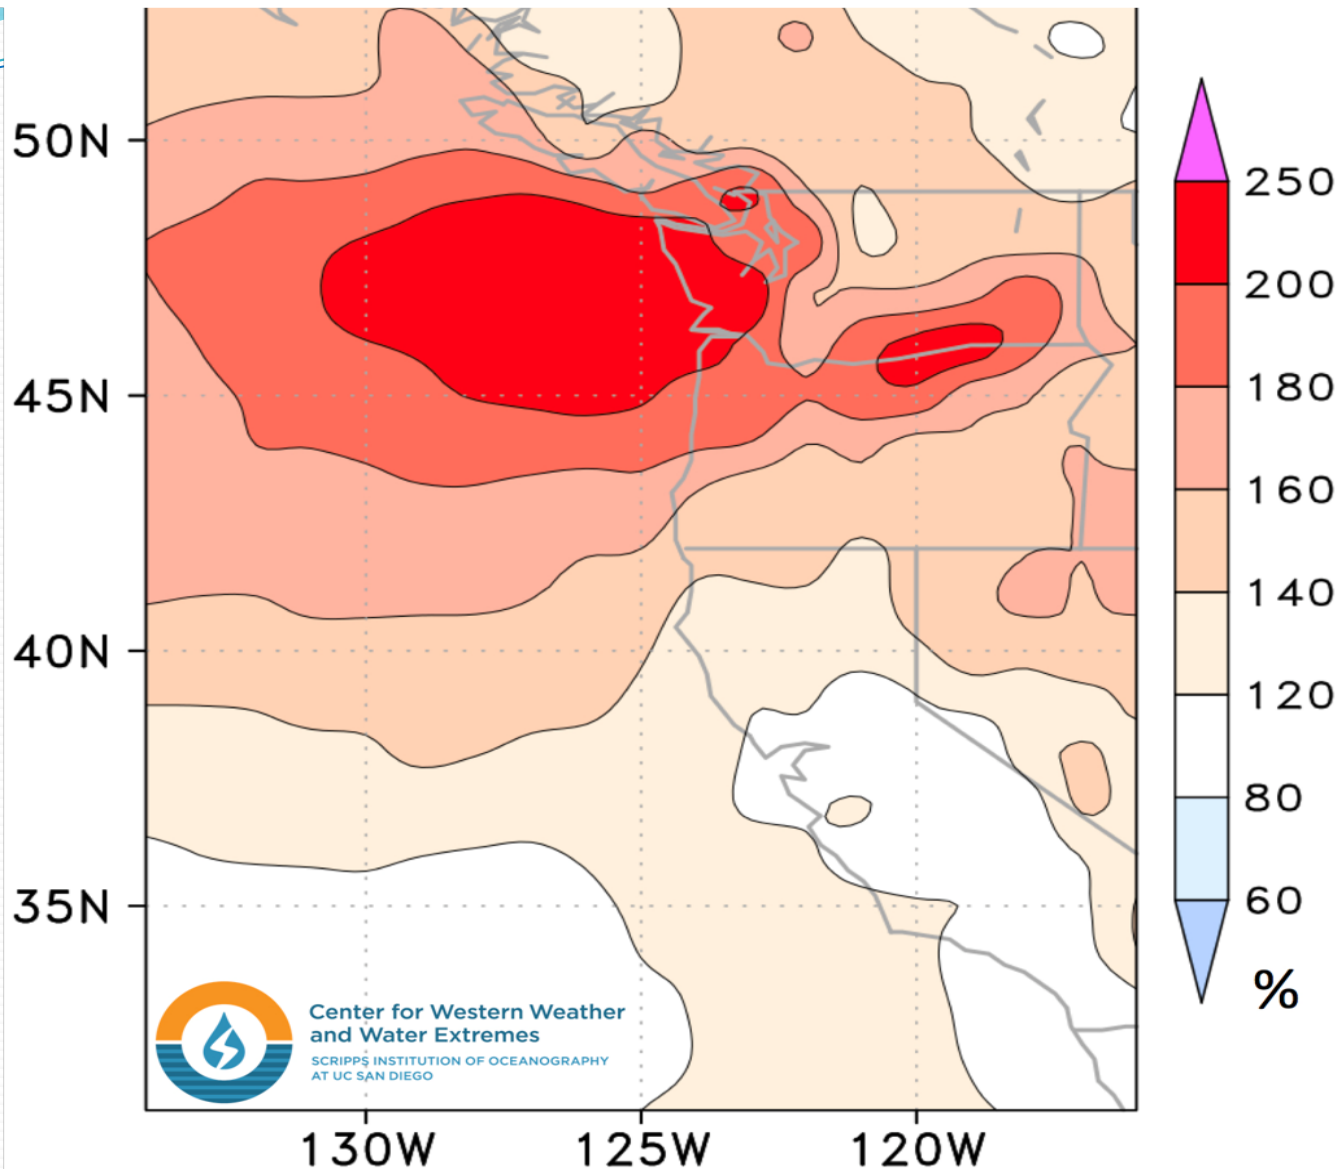 50N
45N
40N
35N
130W
125W
120W
250
200
180
160
140
120
80
60
%
Center for Western Weather
and Water Extremes
SCRIPPS INSTITUTION OF OCEANOGRAPHY
AT UC SAN DIEGO